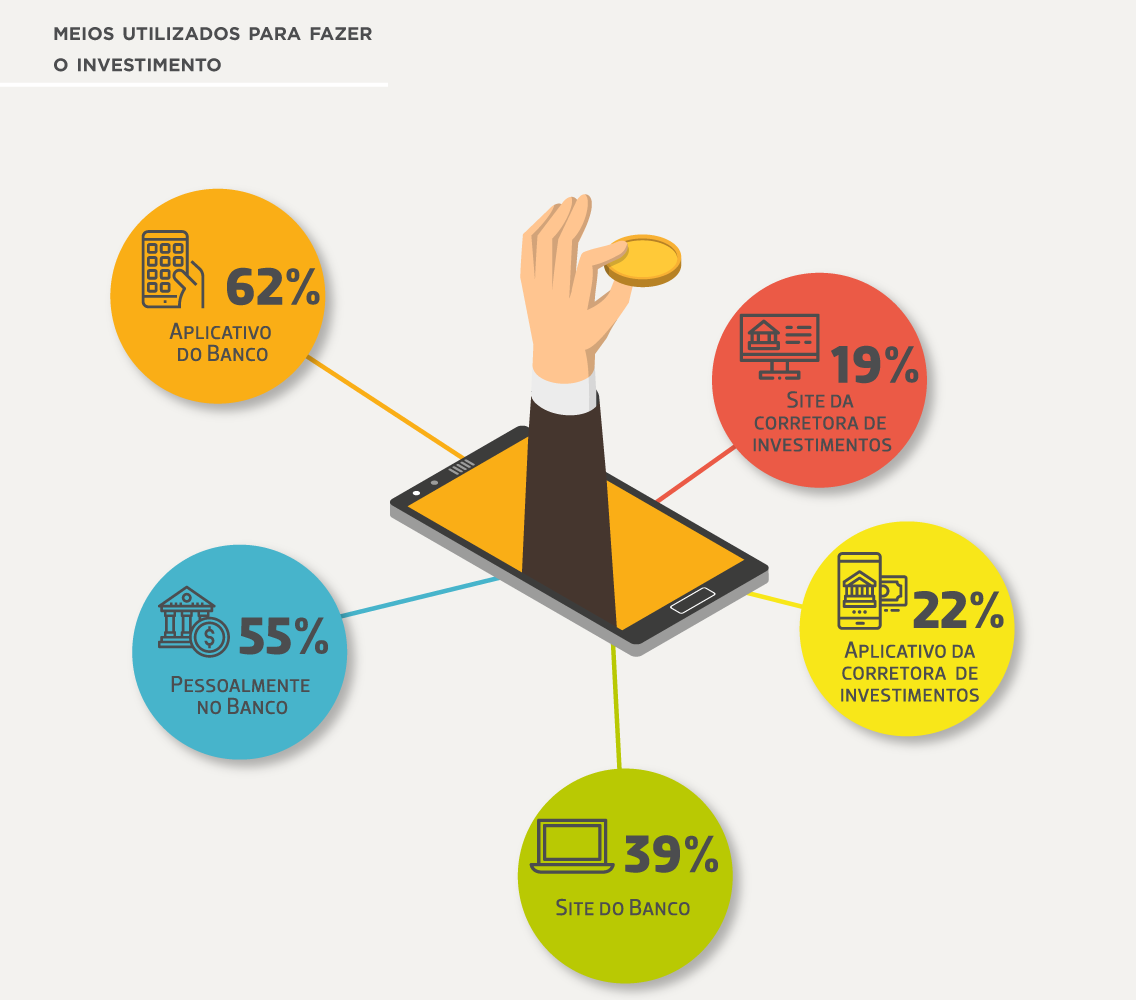 MEIOS UTILIZADOS PARA FAZER
O INVESTIMENTO
62%
APLICATIVO
DO BANCO
19%
SITE DA
CORRETORA DE
INVESTIMENTOS
55%
PESSOALMENTE
NO BANCO
22%
APLICATIVO DA
CORRETORA DE
INVESTIMENTOS
39%
SITE DO BANCO